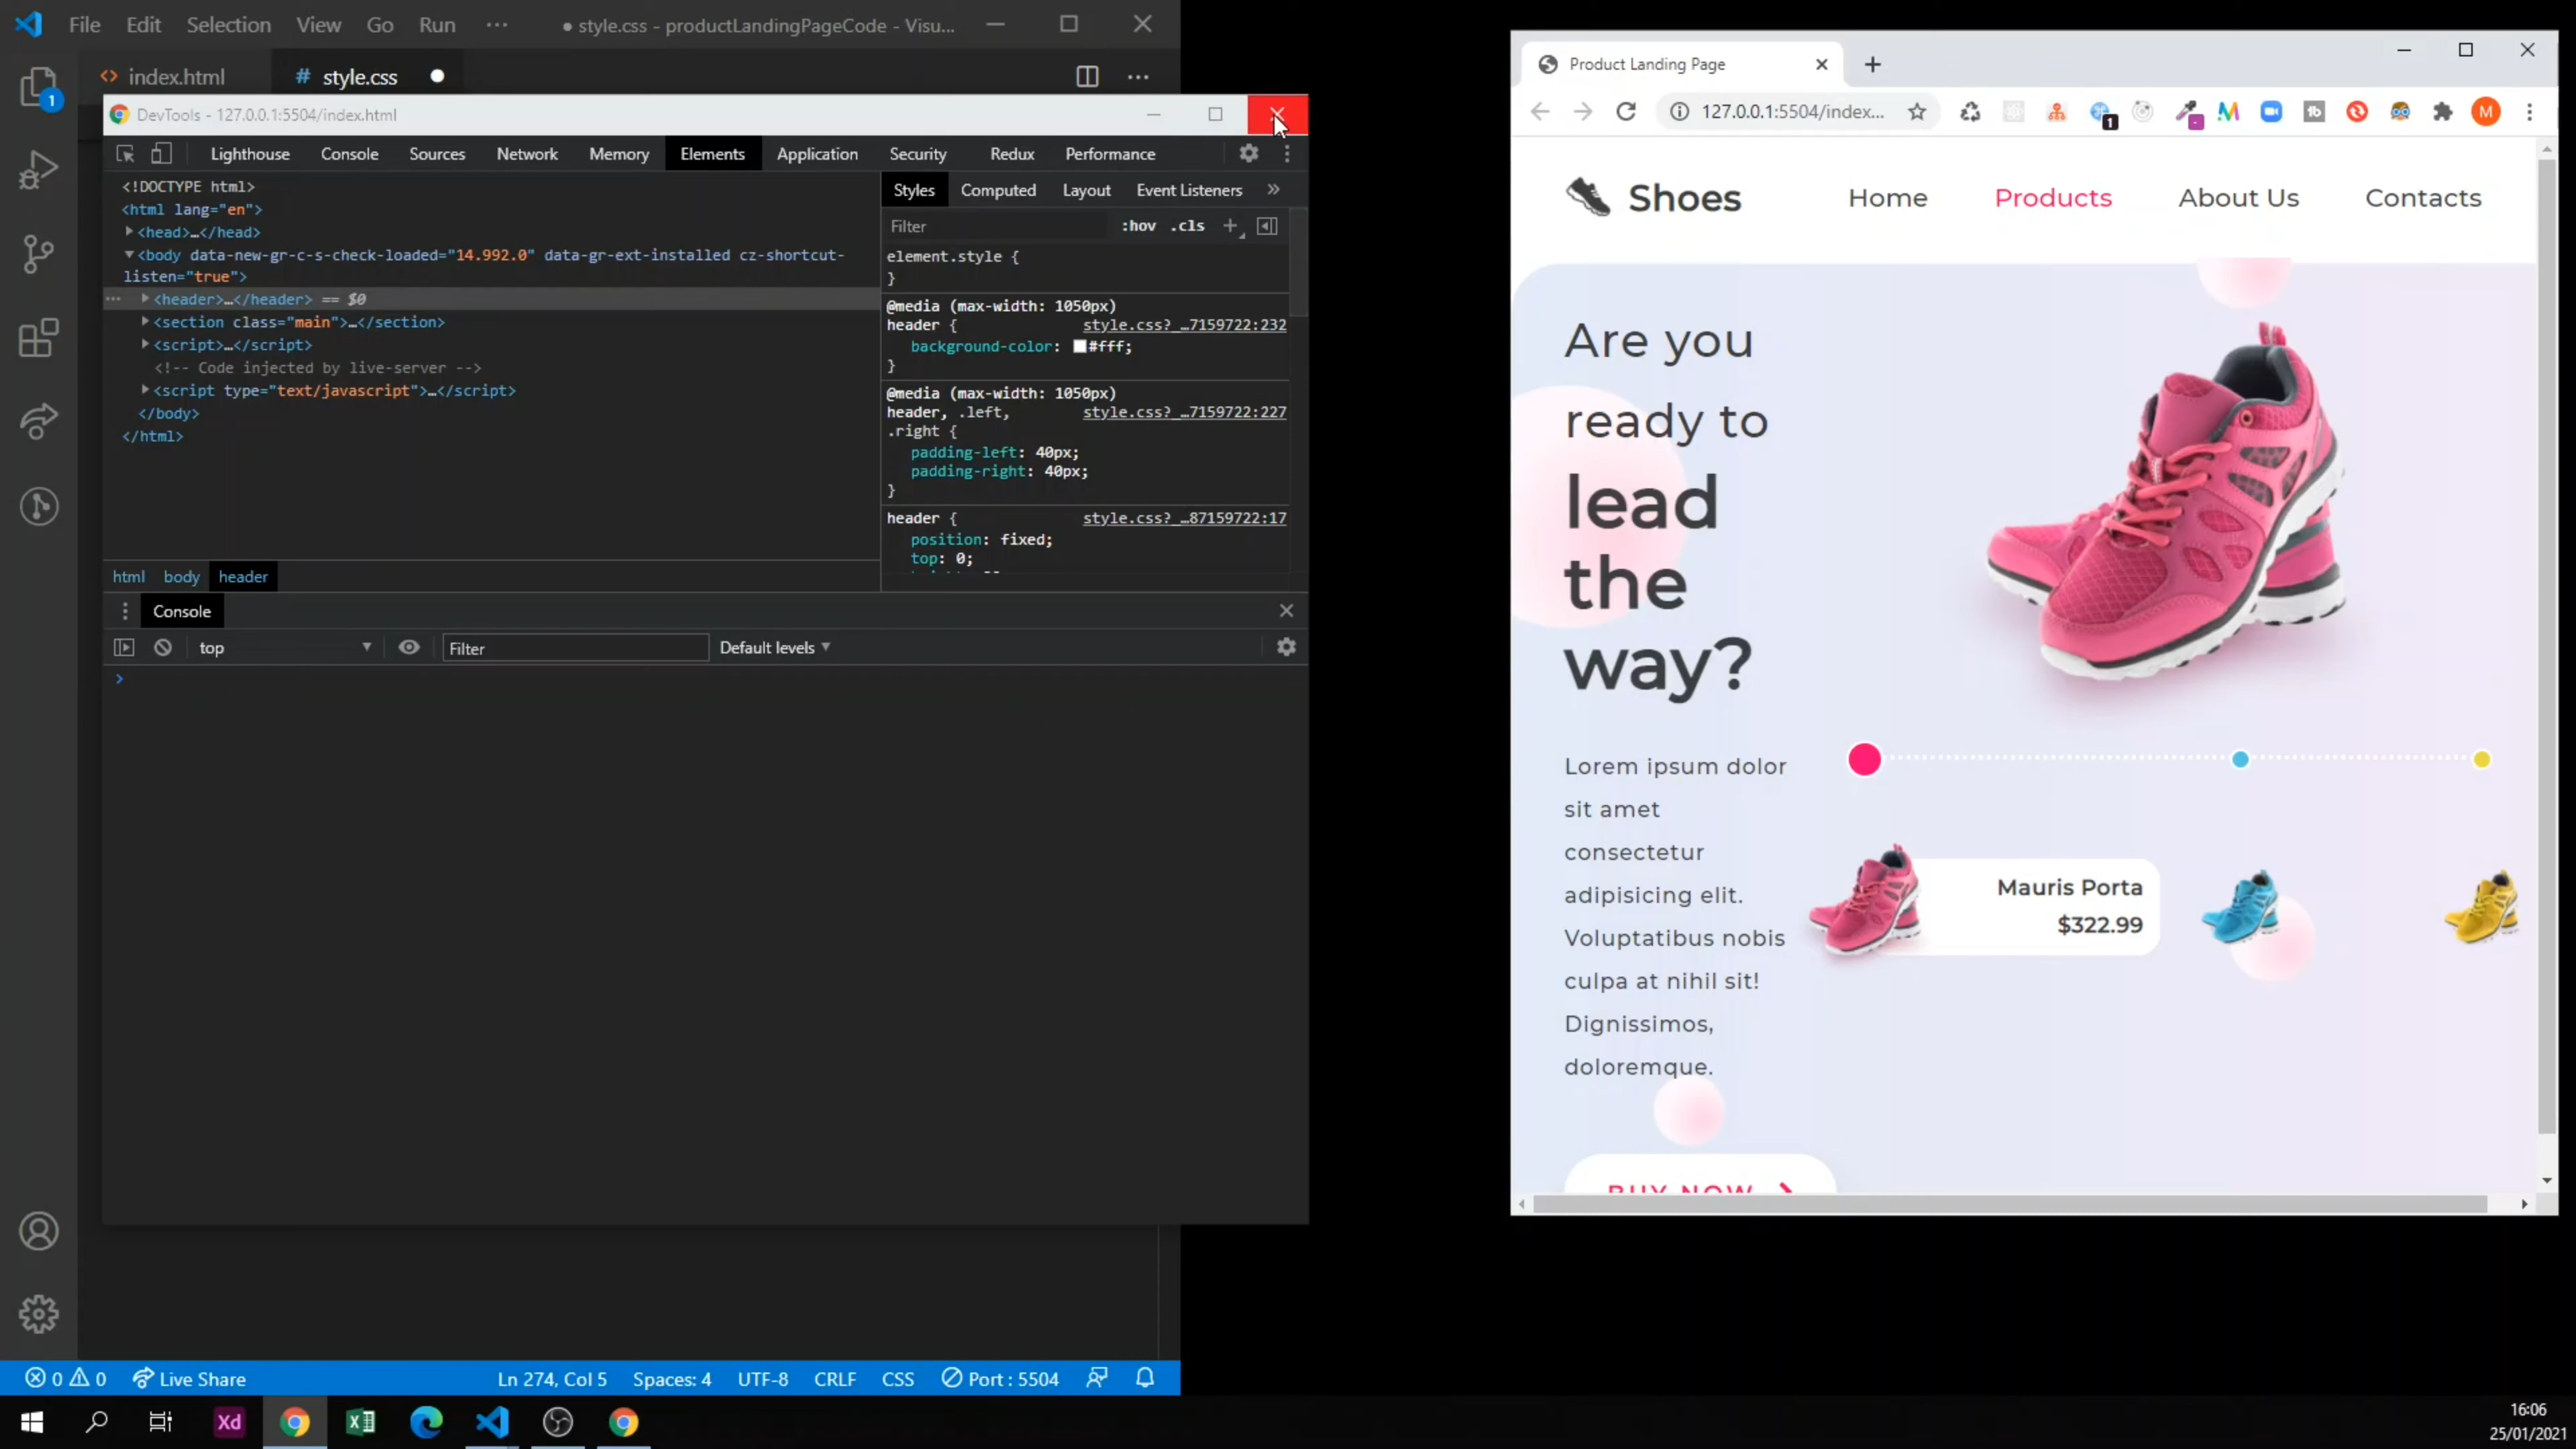 File Edit Selection View Go Run ··· ● style.css - productLandingPageCode - Visu...
<> index.html # style.css ●
1
DevTools - 127.0.0.1:5504/index.html
Lighthouse Console Sources Network Memory Elements Application Security Redux Performance
<!DOCTYPE html>
<html lang="en">
<head>…</head>
<body data-new-gr-c-s-check-loaded="14.992.0" data-gr-ext-installed cz-shortcut-
listen="true">
<header>…</header> == $0
<section class="main">…</section>
<script>…</script>
<!-- Code injected by live-server -->
<script type="text/javascript">…</script>
</body>
</html>
html body header
Styles Computed Layout Event Listeners »
Filter :hov .cls +
element.style {
}
@media (max-width: 1050px)
header { style.css?_…7159722:232
background-color: #fff;
}
@media (max-width: 1050px)
header, .left, style.css?_…7159722:227
.right {
padding-left: 40px;
padding-right: 40px;
}
header { style.css?_…87159722:17
position: fixed;
top: 0;
Console
top Filter Default levels
>
0 0 Live Share Ln 274, Col 5 Spaces: 4 UTF-8 CRLF CSS Port : 5504
Product Landing Page
127.0.0.1:5504/index...
1
M
Shoes Home Products About Us Contacts
Are you
ready to
lead
the
way?
Lorem ipsum dolor
sit amet
consectetur
adipisicing elit.
Voluptatibus nobis
culpa at nihil sit!
Dignissimos,
doloremque.
Mauris Porta
$322.99
BUY NOW
Xd
16:06
25/01/2021